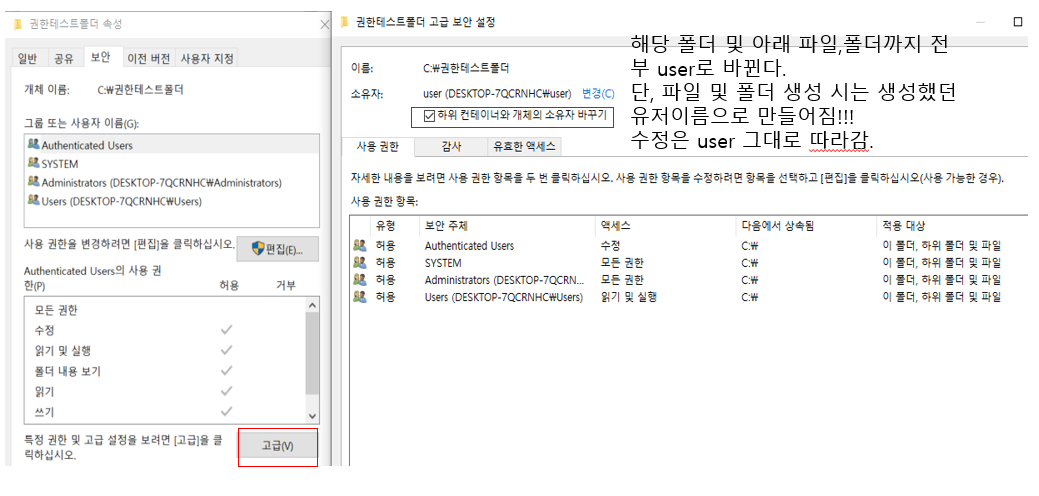 권한테스트폴더 속성
일반 공유 보안 이전 버전 사용자 지정
개체 이름: C:₩권한테스트폴더
그룹 또는 사용자 이름(G):
Authenticated Users
SYSTEM
Administrators (DESKTOP-7QCRNHC₩Administrators)
Users (DESKTOP-7QCRNHC₩Users)
사용 권한을 변경하려면 [편집]을 클릭하십시오.
편집(E)...
Authenticated Users의 사용 권
한(P) 허용 거부
모든 권한
수정
읽기 및 실행
폴더 내용 보기
읽기
쓰기
특정 권한 및 고급 설정을 보려면 [고급]을 클
릭하십시오.
고급(V)
권한테스트폴더 고급 보안 설정
해당 폴더 및 아래 파일,폴더까지 전
부 user로 바뀐다.
단, 파일 및 폴더 생성 시는 생성했던
유저이름으로 만들어짐!!!
수정은 user 그대로 따라감.
이름: C:₩권한테스트폴더
소유자: user (DESKTOP-7QCRNHC₩user) 변경(C)
하위 컨테이너와 개체의 소유자 바꾸기
사용 권한 감사 유효한 액세스
자세한 내용을 보려면 사용 권한 항목을 두 번 클릭하십시오. 사용 권한 항목을 수정하려면 항목을 선택하고 [편집]을 클릭하십시오(사용 가능한 경우).
사용 권한 항목:
유형 보안 주체 액세스 다음에서 상속됨 적용 대상
허용 Authenticated Users 수정 C:₩ 이 폴더, 하위 폴더 및 파일
허용 SYSTEM 모든 권한 C:₩ 이 폴더, 하위 폴더 및 파일
허용 Administrators (DESKTOP-7QCRN... 모든 권한 C:₩ 이 폴더, 하위 폴더 및 파일
허용 Users (DESKTOP-7QCRNHC₩Users) 읽기 및 실행 C:₩ 이 폴더, 하위 폴더 및 파일